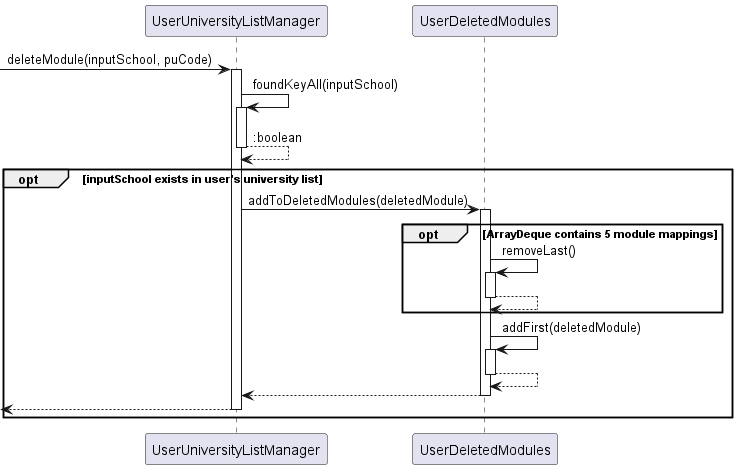 UserUniversityListManager
UserDeletedModules
deleteModule(inputSchool, puCode)
foundKeyAll(inputSchool)
:boolean
opt
[inputSchool exists in user's university list]
addToDeletedModules(deletedModule)
opt
[ArrayDeque contains 5 module mappings]
removeLast()
addFirst(deletedModule)
UserUniversityListManager
UserDeletedModules